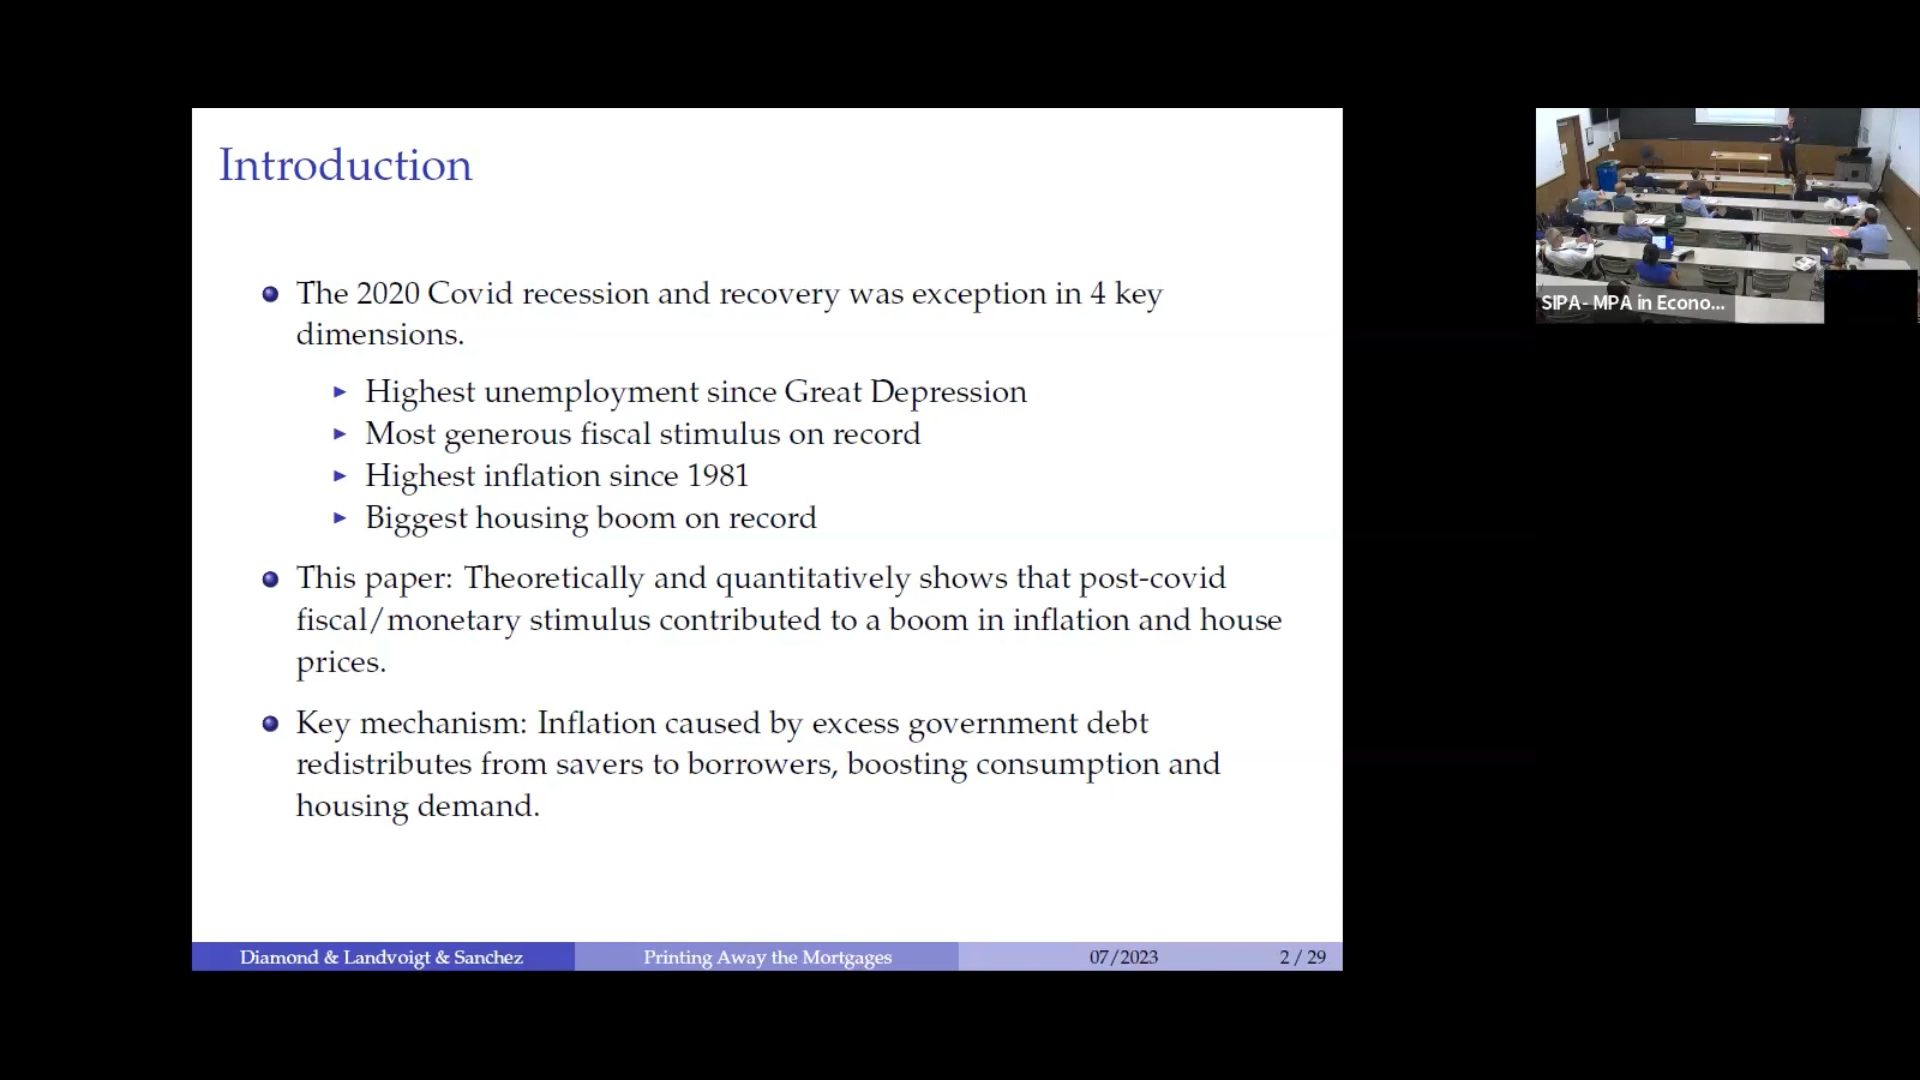 Introduction
The 2020 Covid recession and recovery was exception in 4 key
dimensions.
Highest unemployment since Great Depression
Most generous fiscal stimulus on record
Highest inflation since 1981
Biggest housing boom on record
This paper: Theoretically and quantitatively shows that post-covid
fiscal/monetary stimulus contributed to a boom in inflation and house
prices.
Key mechanism: Inflation caused by excess government debt
redistributes from savers to borrowers, boosting consumption and
housing demand.
Diamond & Landvoigt & Sanchez
Printing Away the Mortgages
07/2023
2 / 29
SIPA- MPA in Econo...